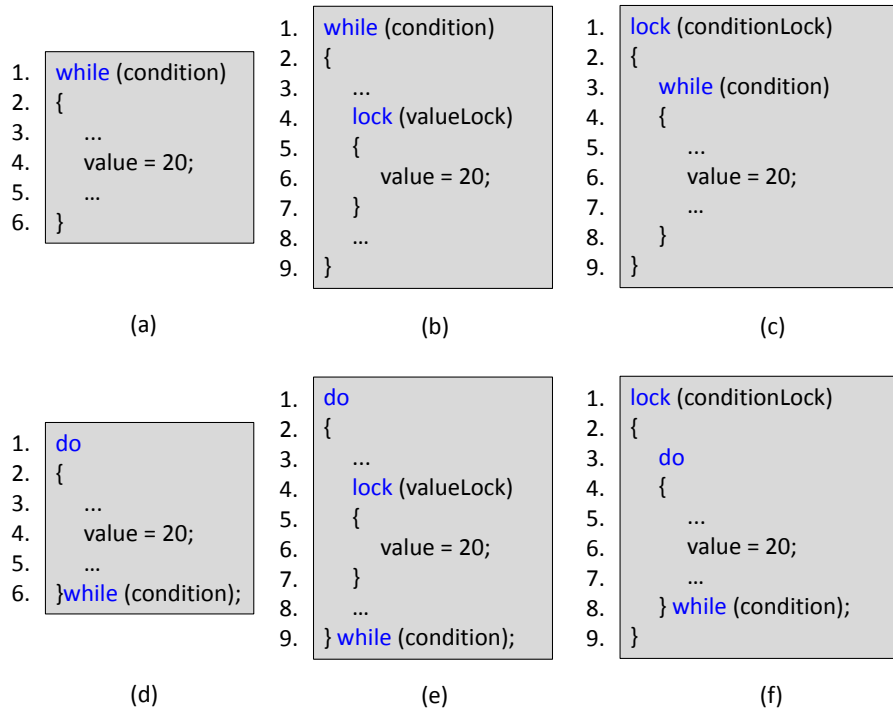 1. while (condition)
2. {
3. ...
4. value = 20;
5. ...
6. }
(a)
1. while (condition)
2. {
3. ...
4. lock (valueLock)
5. {
6. value = 20;
7. }
8. ...
9. }
(b)
1. lock (conditionLock)
2. {
3. while (condition)
4. {
5. ...
6. value = 20;
7. ...
8. }
9. }
(c)
1. do
2. {
3. ...
4. value = 20;
5. ...
6. }while (condition);
(d)
1. do
2. {
3. ...
4. lock (valueLock)
5. {
6. value = 20;
7. }
8. ...
9. } while (condition);
(e)
1. lock (conditionLock)
2. {
3. do
4. {
5. ...
6. value = 20;
7. ...
8. } while (condition);
9. }
(f)